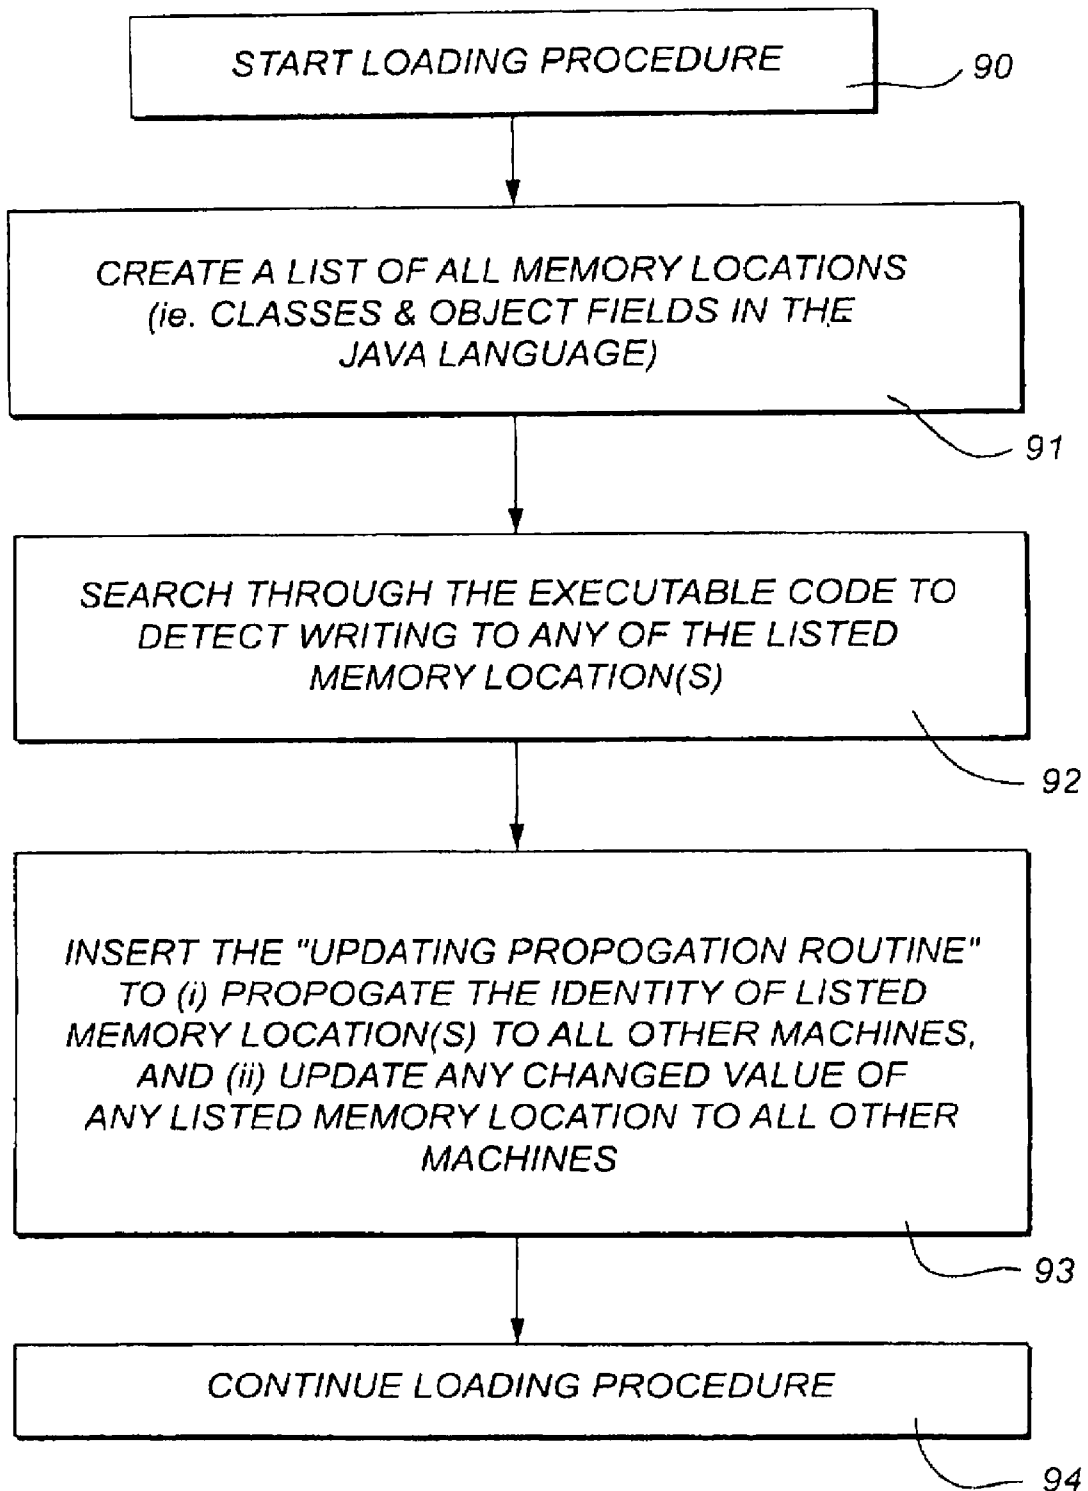 START LOADING PROCEDURE
90
CREATE A LIST OF ALL MEMORY LOCATIONS
(ie. CLASSES & OBJECT FIELDS IN THE
JAVA LANGUAGE)
91
SEARCH THROUGH THE EXECUTABLE CODE TO
DETECT WRITING TO ANY OF THE LISTED
MEMORY LOCATION(S)
92
INSERT THE "UPDATING PROPOGATION ROUTINE"
TO (i) PROPOGATE THE IDENTITY OF LISTED
MEMORY LOCATION(S) TO ALL OTHER MACHINES,
AND (ii) UPDATE ANY CHANGED VALUE OF
ANY LISTED MEMORY LOCATION TO ALL OTHER
MACHINES
93
CONTINUE LOADING PROCEDURE
94